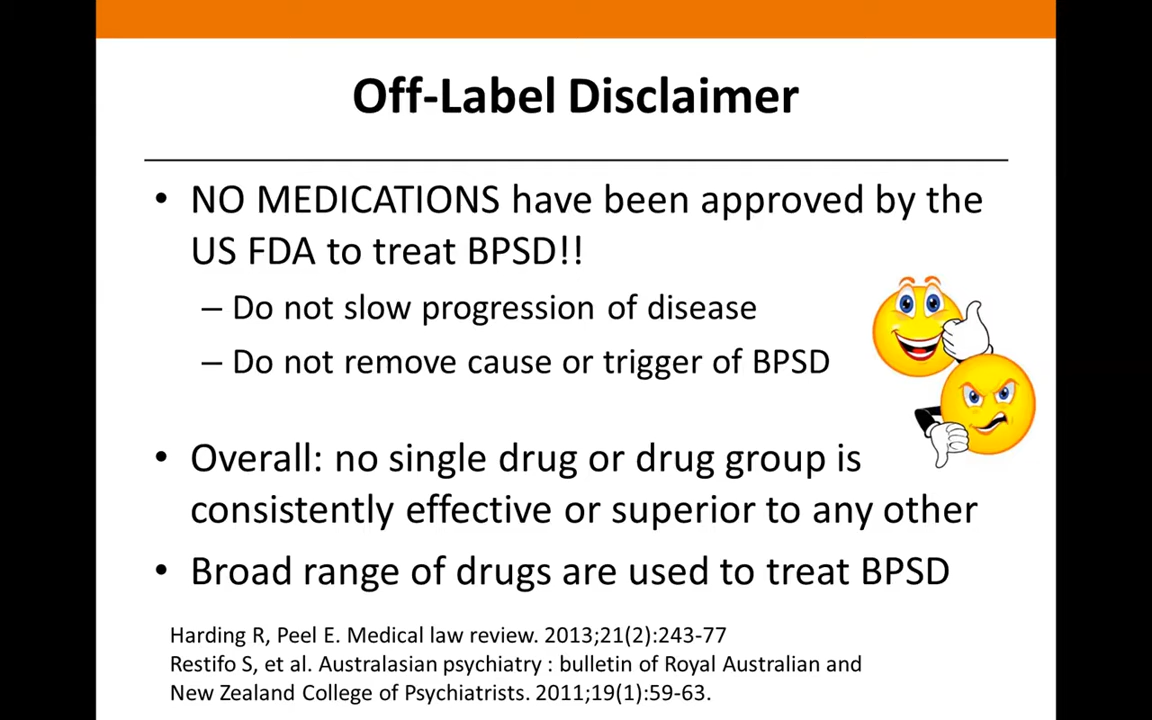 Off-Label Disclaimer
• NO MEDICATIONS have been approved by the
US FDA to treat BPSD!!
– Do not slow progression of disease
– Do not remove cause or trigger of BPSD
• Overall: no single drug or drug group is
consistently effective or superior to any other
• Broad range of drugs are used to treat BPSD
Harding R, Peel E. Medical law review. 2013;21(2):243-77
Restifo S, et al. Australasian psychiatry : bulletin of Royal Australian and
New Zealand College of Psychiatrists. 2011;19(1):59-63.